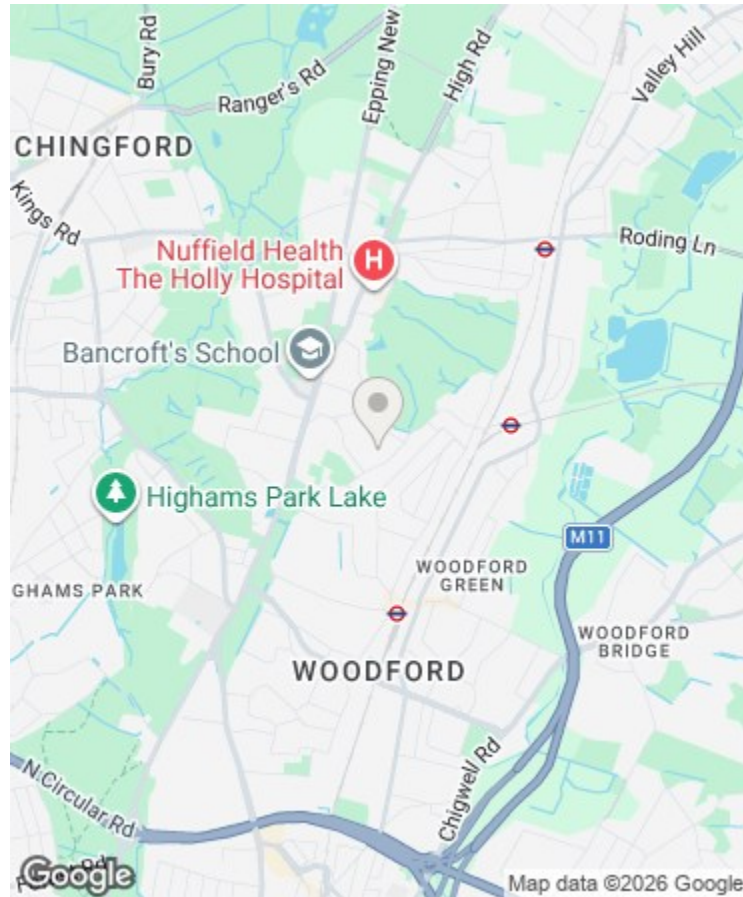 Bury Rd
Ranger's Rd
Epping New
High Rd
Valley Hill
CHINGFORD
Kings Rd
Nuffield Health
The Holly Hospital
H
Roding Ln
Bancroft's School
Highams Park Lake
M11
GHAMS PARK
WOODFORD
GREEN
WOODFORD
BRIDGE
WOODFORD
Chigwell Rd
N Circular Rd
Rd
Google
Map data ©2026 Google